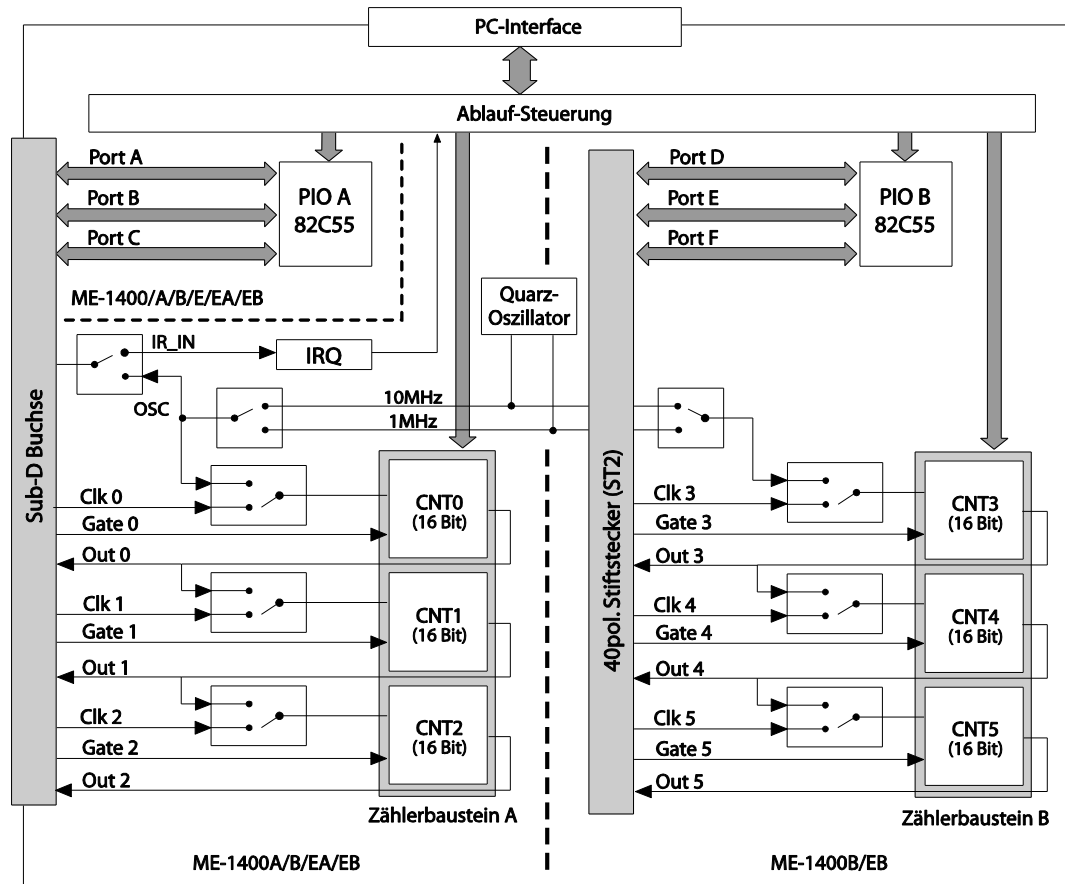 PC-Interface
Ablauf-Steuerung
Sub-D Buchse
Port A
Port B
Port C
PIO A
82C55
ME-1400/A/B/E/EA/EB
IR_IN
IRQ
OSC
Quarz-
Oszillator
10MHz
1MHz
Clk 0
Gate 0
Out 0
Clk 1
Gate 1
Out 1
Clk 2
Gate 2
Out 2
CNT0
(16 Bit)
CNT1
(16 Bit)
CNT2
(16 Bit)
Zählerbaustein A
ME-1400A/B/EA/EB
40pol. Stiftstecker (ST2)
Port D
Port E
Port F
PIO B
82C55
Clk 3
Gate 3
Out 3
Clk 4
Gate 4
Out 4
Clk 5
Gate 5
Out 5
CNT3
(16 Bit)
CNT4
(16 Bit)
CNT5
(16 Bit)
Zählerbaustein B
ME-1400B/EB